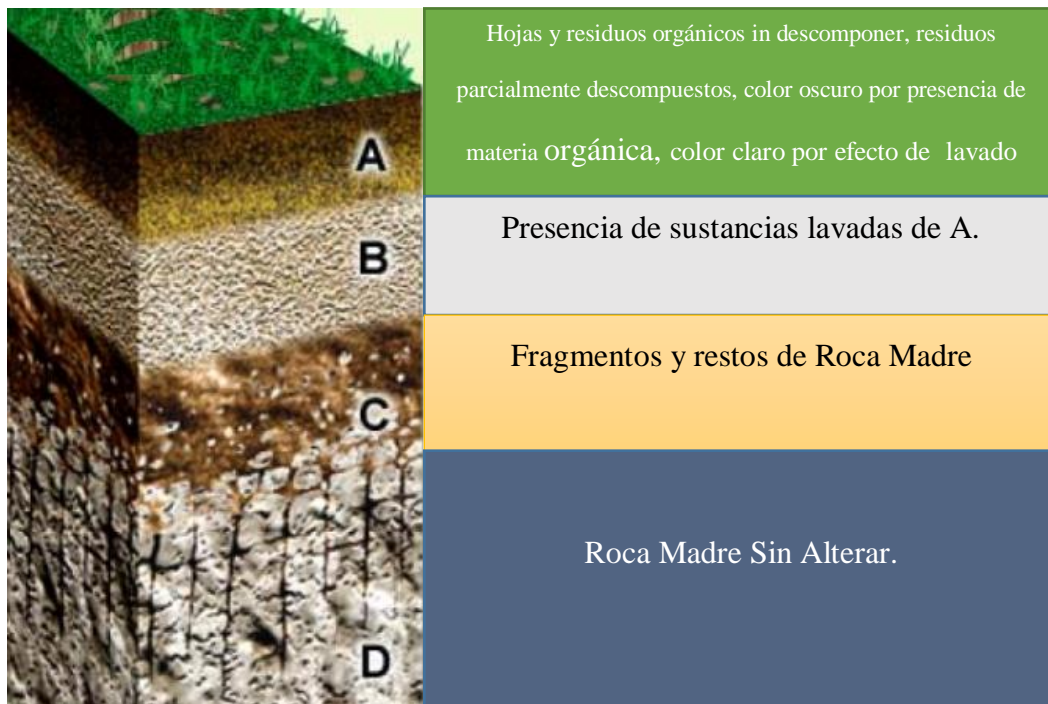 A
Hojas y residuos orgánicos in descomponer, residuos
parcialmente descompuestos, color oscuro por presencia de
materia orgánica, color claro por efecto de lavado
B
Presencia de sustancias lavadas de A.
C
Fragmentos y restos de Roca Madre
D
Roca Madre Sin Alterar.